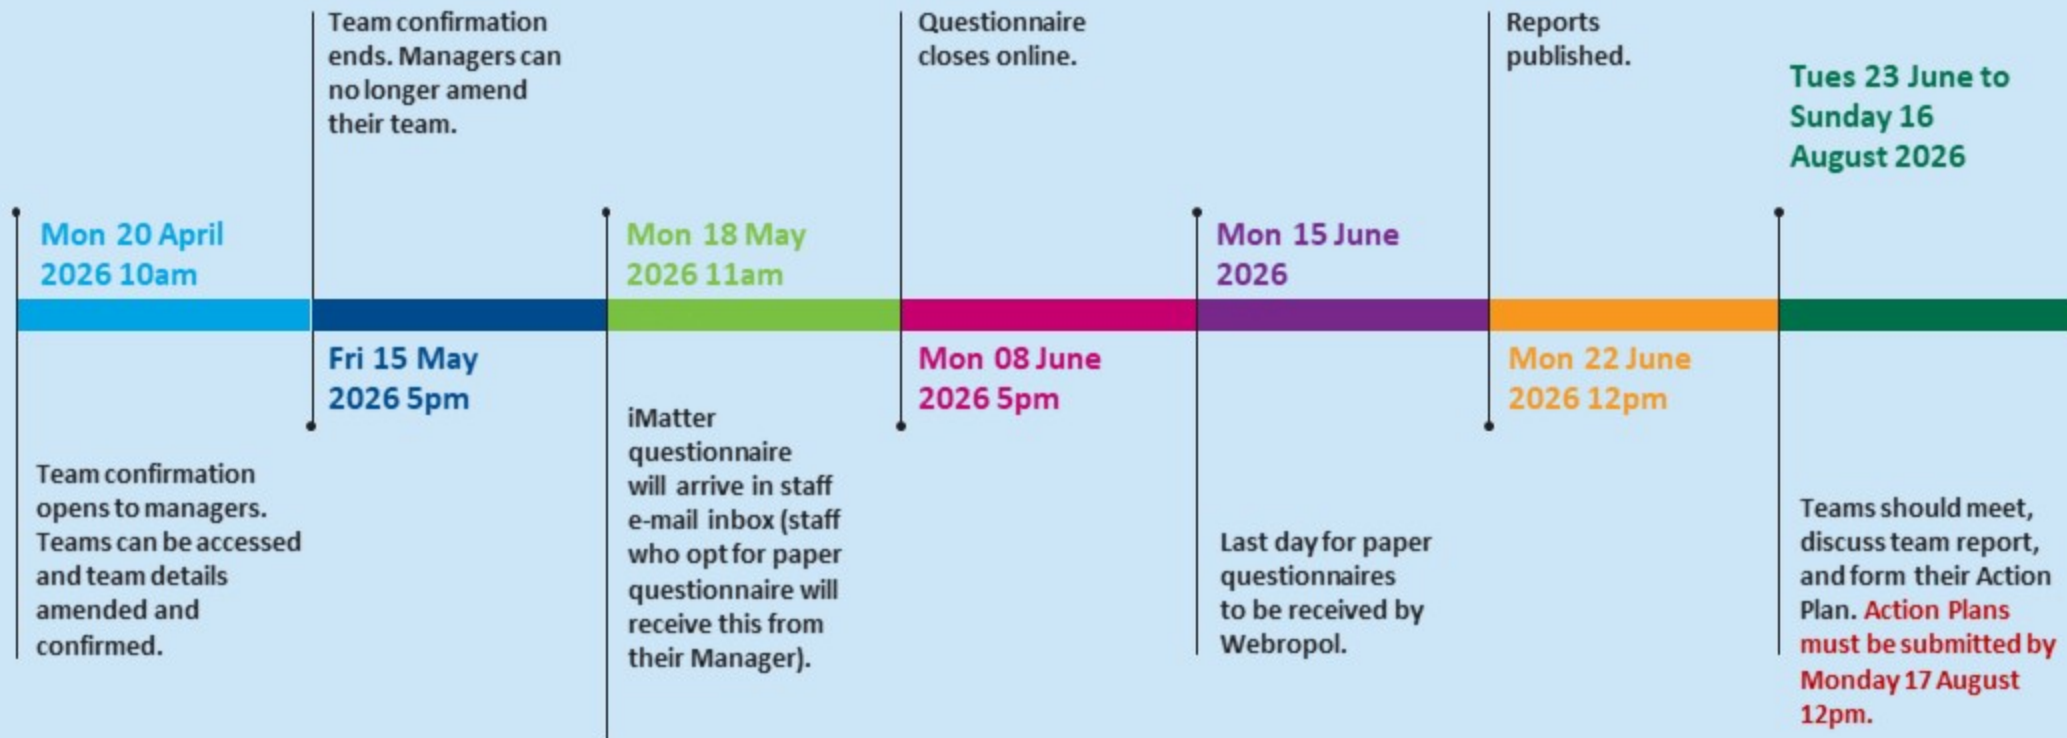 Mon 20 April
2026 10am
Team confirmation
opens to managers.
Teams can be accessed
and team details
amended and
confirmed.
Team confirmation
ends. Managers can
no longer amend
their team.
Fri 15 May
2026 5pm
Mon 18 May
2026 11am
iMatter
questionnaire
will arrive in staff
e-mail inbox (staff
who opt for paper
questionnaire will
receive this from
their Manager).
Questionnaire
closes online.
Mon 08 June
2026 5pm
Mon 15 June
2026
Last day for paper
questionnaires
to be received by
Webropol.
Reports
published.
Mon 22 June
2026 12pm
Tues 23 June to
Sunday 16
August 2026
Teams should meet,
discuss team report,
and form their Action
Plan. Action Plans
must be submitted by
Monday 17 August
12pm.